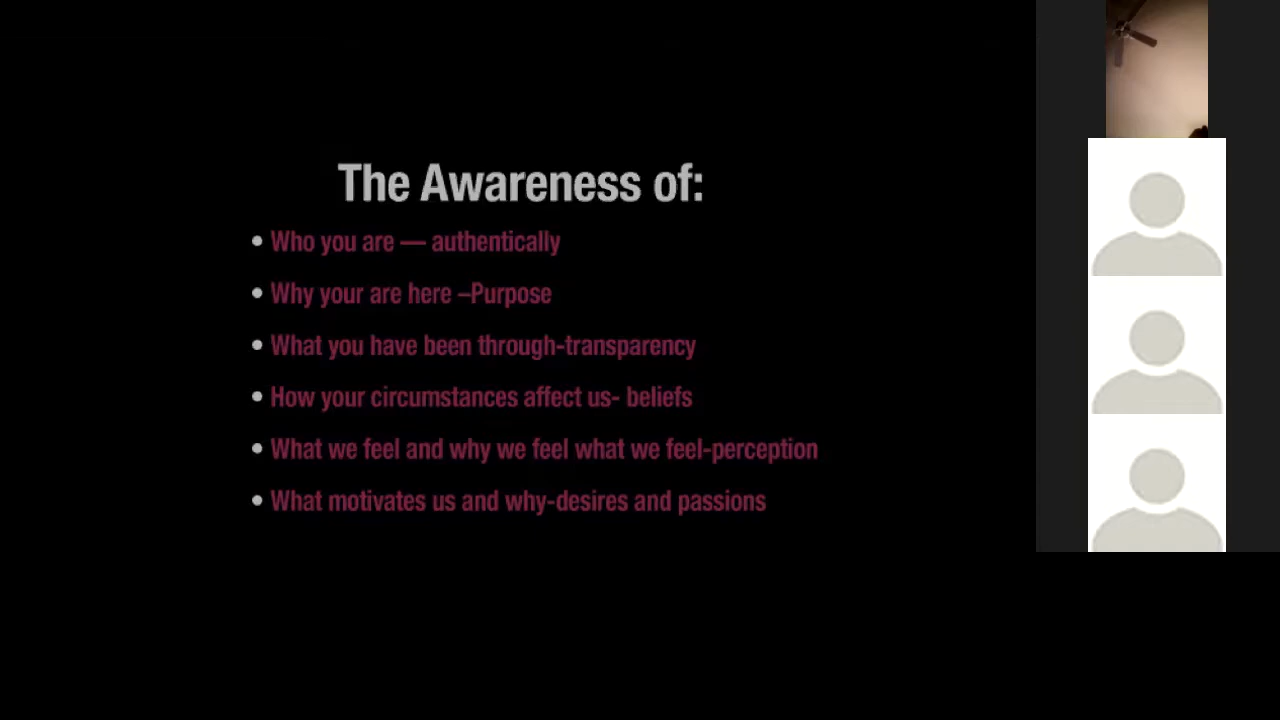 The Awareness of:
• Who you are — authentically
• Why your are here –Purpose
• What you have been through-transparency
• How your circumstances affect us- beliefs
• What we feel and why we feel what we feel-perception
• What motivates us and why-desires and passions